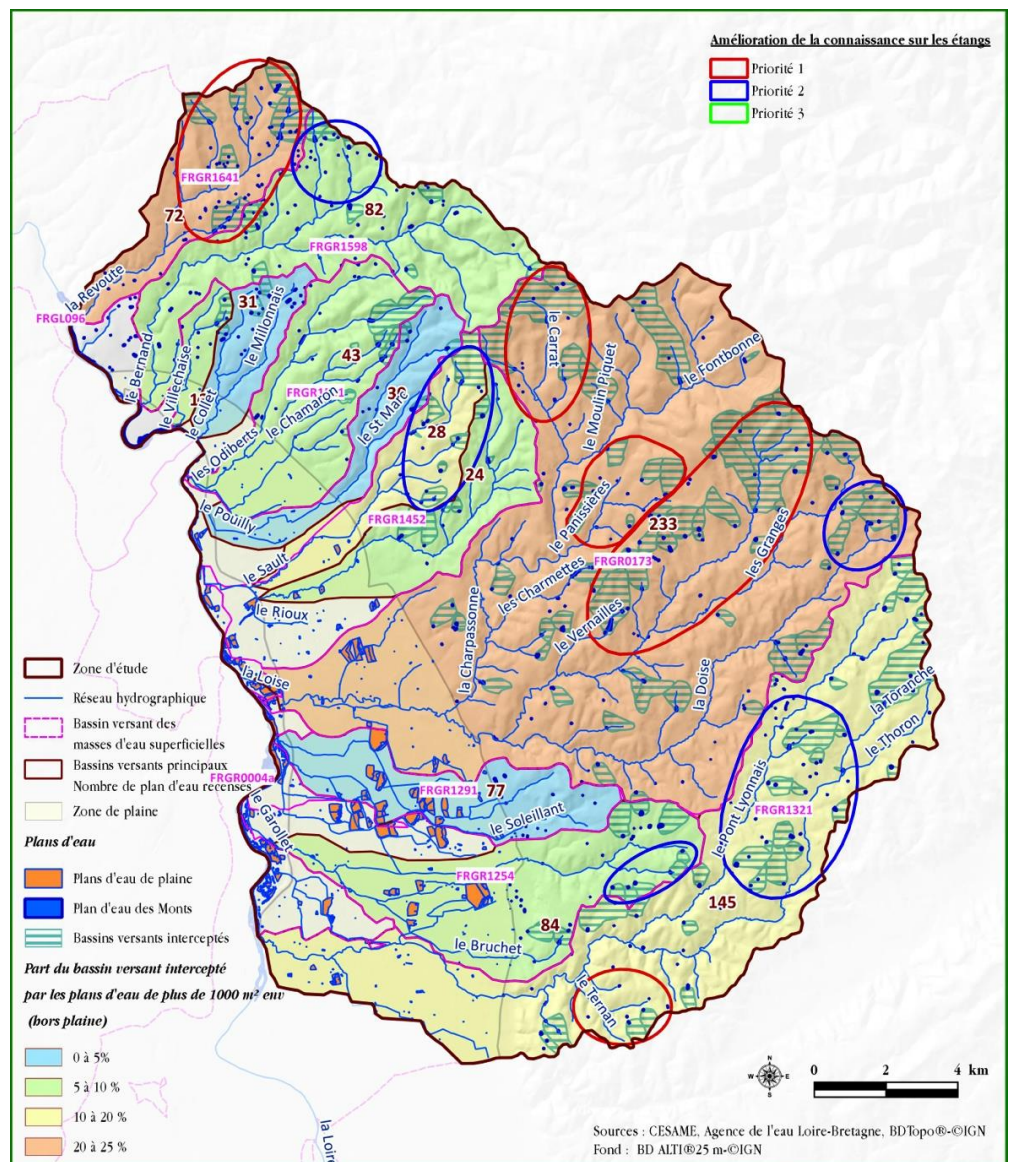 Amélioration de la connaissance sur les étangs
Priorité 1
Priorité 2
Priorité 3
FRGR1641
72
82
FRGR1598
la Revoute
FRGL096
31
le Millonnais
le Bernand
la Villechaise
le Collet
43
le Carrat
le Moulin Piquet
le Fontbonne
le Chamaron
les Odiberts
le St Marc
28
24
le Pouilly
FRGR1452
le Sault
le Panissières
233
FRGR0173
les Granges
les Charmettes
le Vernailles
le Rioux
la Charpassonne
la Loise
la Doise
la Toranche
le Thoron
FRGR0004a
FRGR1291
77
le Soleillant
le Garollet
le Pont Lyonnais
FRGR1321
FRGR1254
145
84
le Bruchet
le Ternan
la Loire
Zone d'étude
Réseau hydrographique
Bassin versant des
masses d'eau superficielles
Bassins versants principaux
Nombre de plan d'eau recensés
Zone de plaine
Plans d'eau
Plans d'eau de plaine
Plan d'eau des Monts
Bassins versants interceptés
Part du bassin versant intercepté
par les plans d'eau de plus de 1000 m² env
(hors plaine)
0 à 5%
5 à 10 %
10 à 20 %
20 à 25 %
N
W E
S
0 2 4 km
Sources : CESAME, Agence de l'eau Loire-Bretagne, BDTopo®-©IGN
Fond : BD ALTI®25 m-©IGN